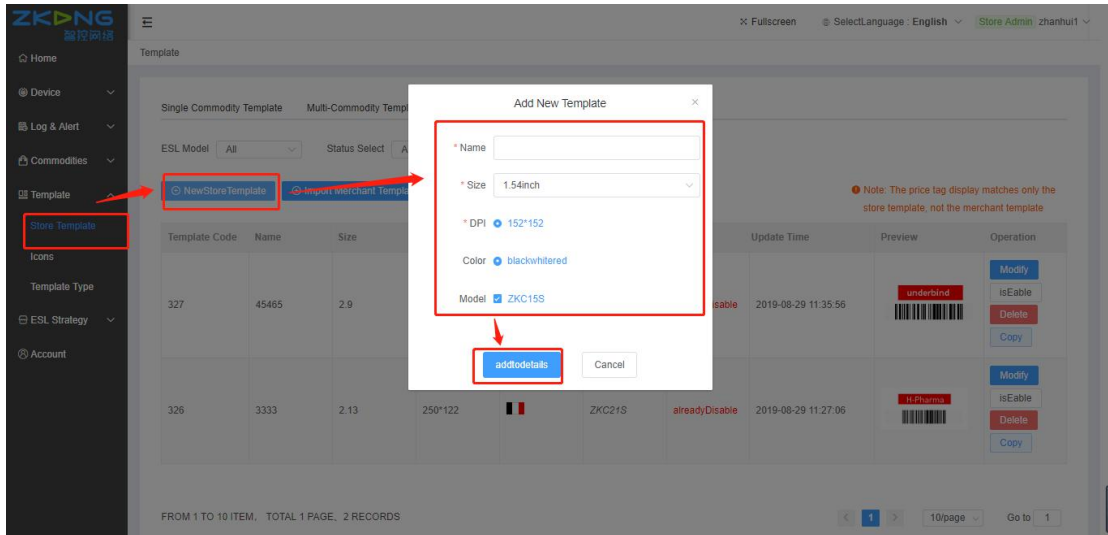 ZKDNG
智控网络
Fullscreen
SelectLanguage : English
Store Admin zhanhui1
Home
Template
Device
Log & Alert
Commodities
Template
Store Template
Icons
Template Type
ESL Strategy
Account
Single Commodity Template Multi-Commodity Templ
ESL Model All Status Select A
NewStoreTemplate Import Merchant Templa
Note: The price tag display matches only the
store template, not the merchant template
Add New Template
* Name
* Size 1.54inch
* DPI 152*152
Color blackwhitered
Model ZKC15S
addtodetails Cancel
Template Code Name Size Update Time Preview Operation
327 45465 2.9 isable 2019-08-29 11:35:56 underbind
Modify
isEable
Delete
Copy
326 3333 2.13 250*122 ZKC21S alreadyDisable 2019-08-29 11:27:06 H-Pharma
Modify
isEable
Delete
Copy
FROM 1 TO 10 ITEM, TOTAL 1 PAGE、2 RECORDS
1 10/page Go to 1